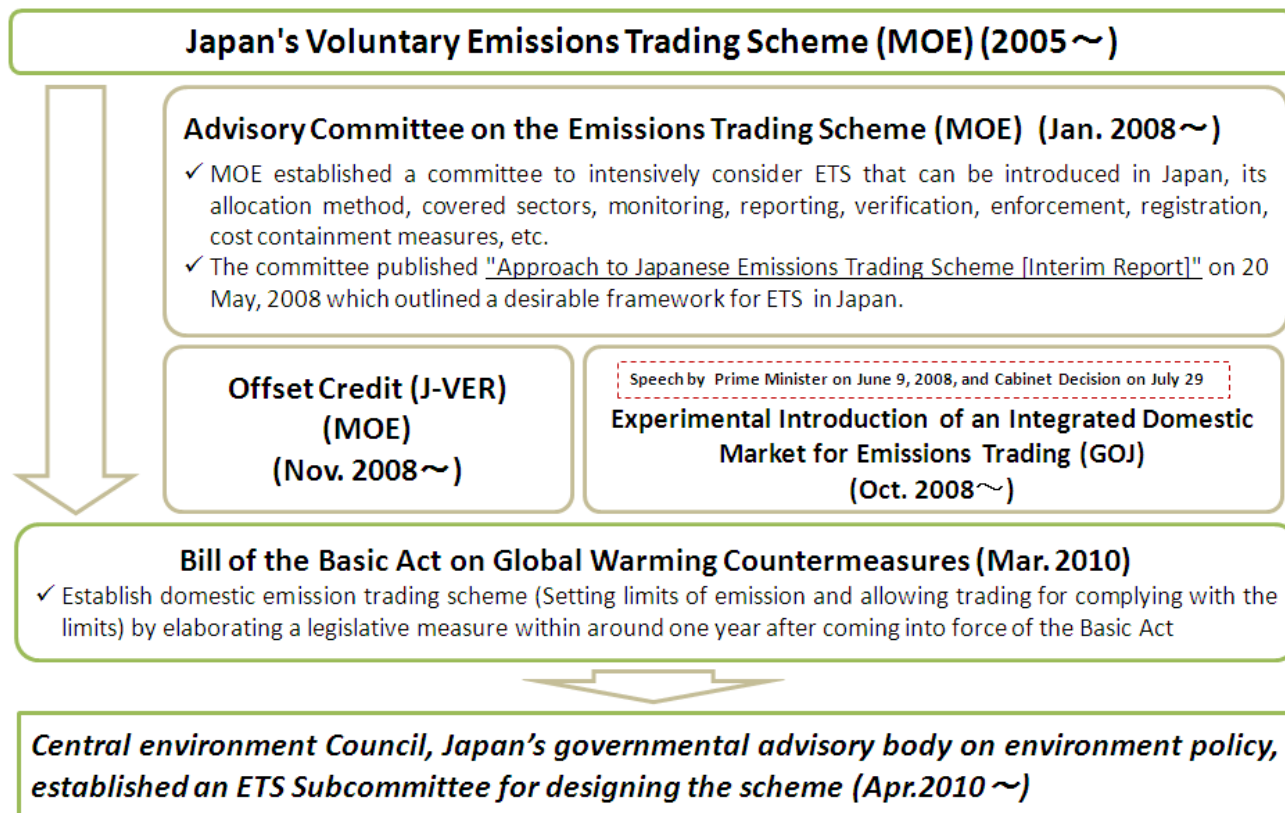 Japan's Voluntary Emissions Trading Scheme (MOE) (2005～)
Advisory Committee on the Emissions Trading Scheme (MOE) (Jan. 2008～)
✓ MOE established a committee to intensively consider ETS that can be introduced in Japan, its
allocation method, covered sectors, monitoring, reporting, verification, enforcement, registration,
cost containment measures, etc.
✓ The committee published "Approach to Japanese Emissions Trading Scheme [Interim Report]" on 20
May, 2008 which outlined a desirable framework for ETS in Japan.
Offset Credit (J-VER)
(MOE)
(Nov. 2008～)
Speech by Prime Minister on June 9, 2008, and Cabinet Decision on July 29
Experimental Introduction of an Integrated Domestic
Market for Emissions Trading (GOJ)
(Oct. 2008～)
Bill of the Basic Act on Global Warming Countermeasures (Mar. 2010)
✓ Establish domestic emission trading scheme (Setting limits of emission and allowing trading for complying with the
limits) by elaborating a legislative measure within around one year after coming into force of the Basic Act
Central environment Council, Japan’s governmental advisory body on environment policy,
established an ETS Subcommittee for designing the scheme (Apr.2010～)